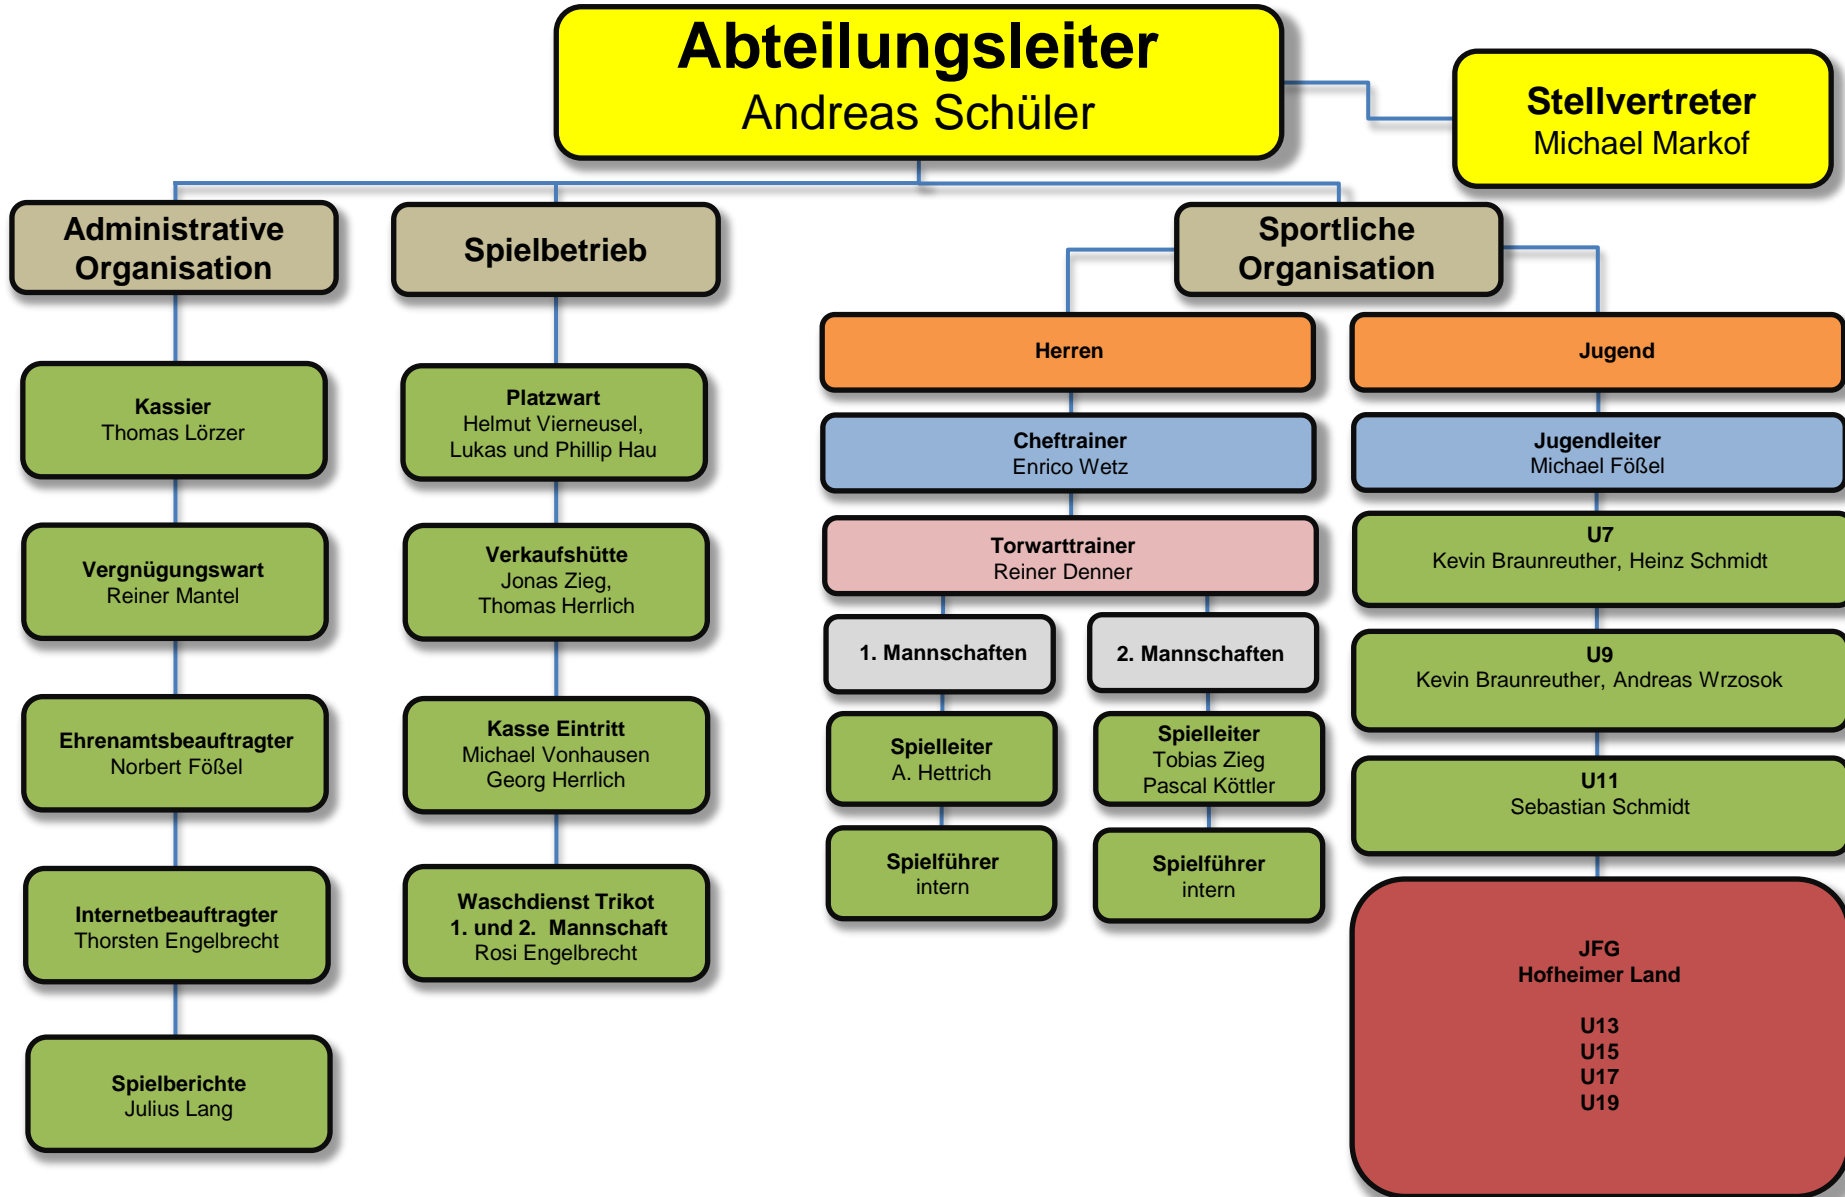 Abteilungsleiter
Andreas Schüler
Stellvertreter
Michael Markof
Administrative
Organisation
Kassier
Thomas Lörzer
Vergnügungswart
Reiner Mantel
Ehrenamtsbeauftragter
Norbert Fößel
Internetbeauftragter
Thorsten Engelbrecht
Spielberichte
Julius Lang
Spielbetrieb
Platzwart
Helmut Vierneusel,
Lukas und Phillip Hau
Verkaufshütte
Jonas Zieg,
Thomas Herrlich
Kasse Eintritt
Michael Vonhausen
Georg Herrlich
Waschdienst Trikot
1. und 2. Mannschaft
Rosi Engelbrecht
Sportliche
Organisation
Herren
Cheftrainer
Enrico Wetz
Torwarttrainer
Reiner Denner
1. Mannschaften
Spielleiter
A. Hettrich
Spielführer
intern
2. Mannschaften
Spielleiter
Tobias Zieg
Pascal Köttler
Spielführer
intern
Jugend
Jugendleiter
Michael Fößel
U7
Kevin Braunreuther, Heinz Schmidt
U9
Kevin Braunreuther, Andreas Wrzosok
U11
Sebastian Schmidt
JFG
Hofheimer Land
U13
U15
U17
U19